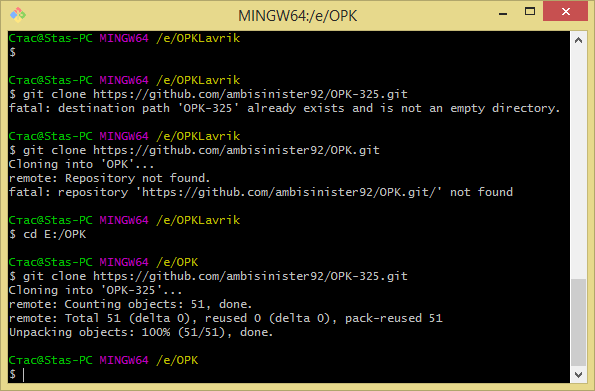 MINGW64:/e/OPK
Стас@Stas-PC MINGW64 /e/OPKLavrik
$
Стас@Stas-PC MINGW64 /e/OPKLavrik
$ git clone https://github.com/ambisinister92/OPK-325.git
fatal: destination path 'OPK-325' already exists and is not an empty directory.
Стас@Stas-PC MINGW64 /e/OPKLavrik
$ git clone https://github.com/ambisinister92/OPK.git
Cloning into 'OPK'...
remote: Repository not found.
fatal: repository 'https://github.com/ambisinister92/OPK.git/' not found
Стас@Stas-PC MINGW64 /e/OPKLavrik
$ cd E:/OPK
Стас@Stas-PC MINGW64 /e/OPK
$ git clone https://github.com/ambisinister92/OPK-325.git
Cloning into 'OPK-325'...
remote: Counting objects: 51, done.
remote: Total 51 (delta 0), reused 0 (delta 0), pack-reused 51
Unpacking objects: 100% (51/51), done.
Стас@Stas-PC MINGW64 /e/OPK
$